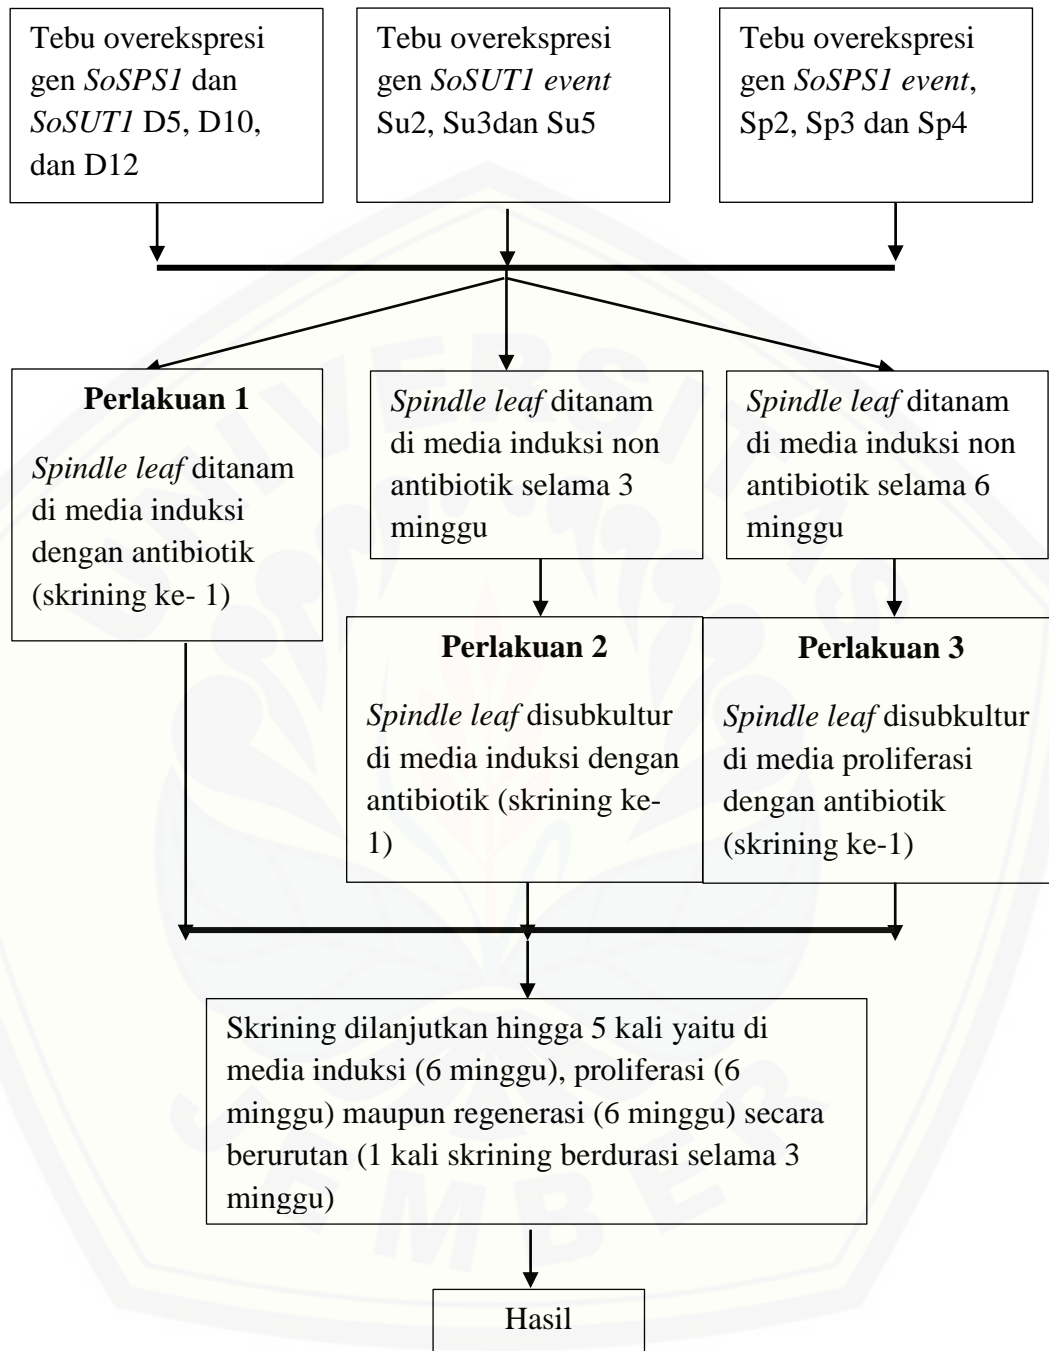 Tebu overekspresi
gen SoSPS1 dan
SoSUT1 D5, D10,
dan D12
Tebu overekspresi
gen SoSUT1 event
Su2, Su3dan Su5
Tebu overekspresi
gen SoSPS1 event,
Sp2, Sp3 dan Sp4
Perlakuan 1
Spindle leaf ditanam
di media induksi
dengan antibiotik
(skrining ke- 1)
Spindle leaf ditanam
di media induksi non
antibiotik selama 3
minggu
Spindle leaf ditanam
di media induksi non
antibiotik selama 6
minggu
Perlakuan 2
Spindle leaf disubkultur
di media induksi dengan
antibiotik (skrining ke-
1)
Perlakuan 3
Spindle leaf disubkultur
di media proliferasi
dengan antibiotik
(skrining ke-1)
Skrining dilanjutkan hingga 5 kali yaitu di
media induksi (6 minggu), proliferasi (6
minggu) maupun regenerasi (6 minggu) secara
berurutan (1 kali skrining berdurasi selama 3
minggu)
Hasil
UNIVERSITAS
JEMBER